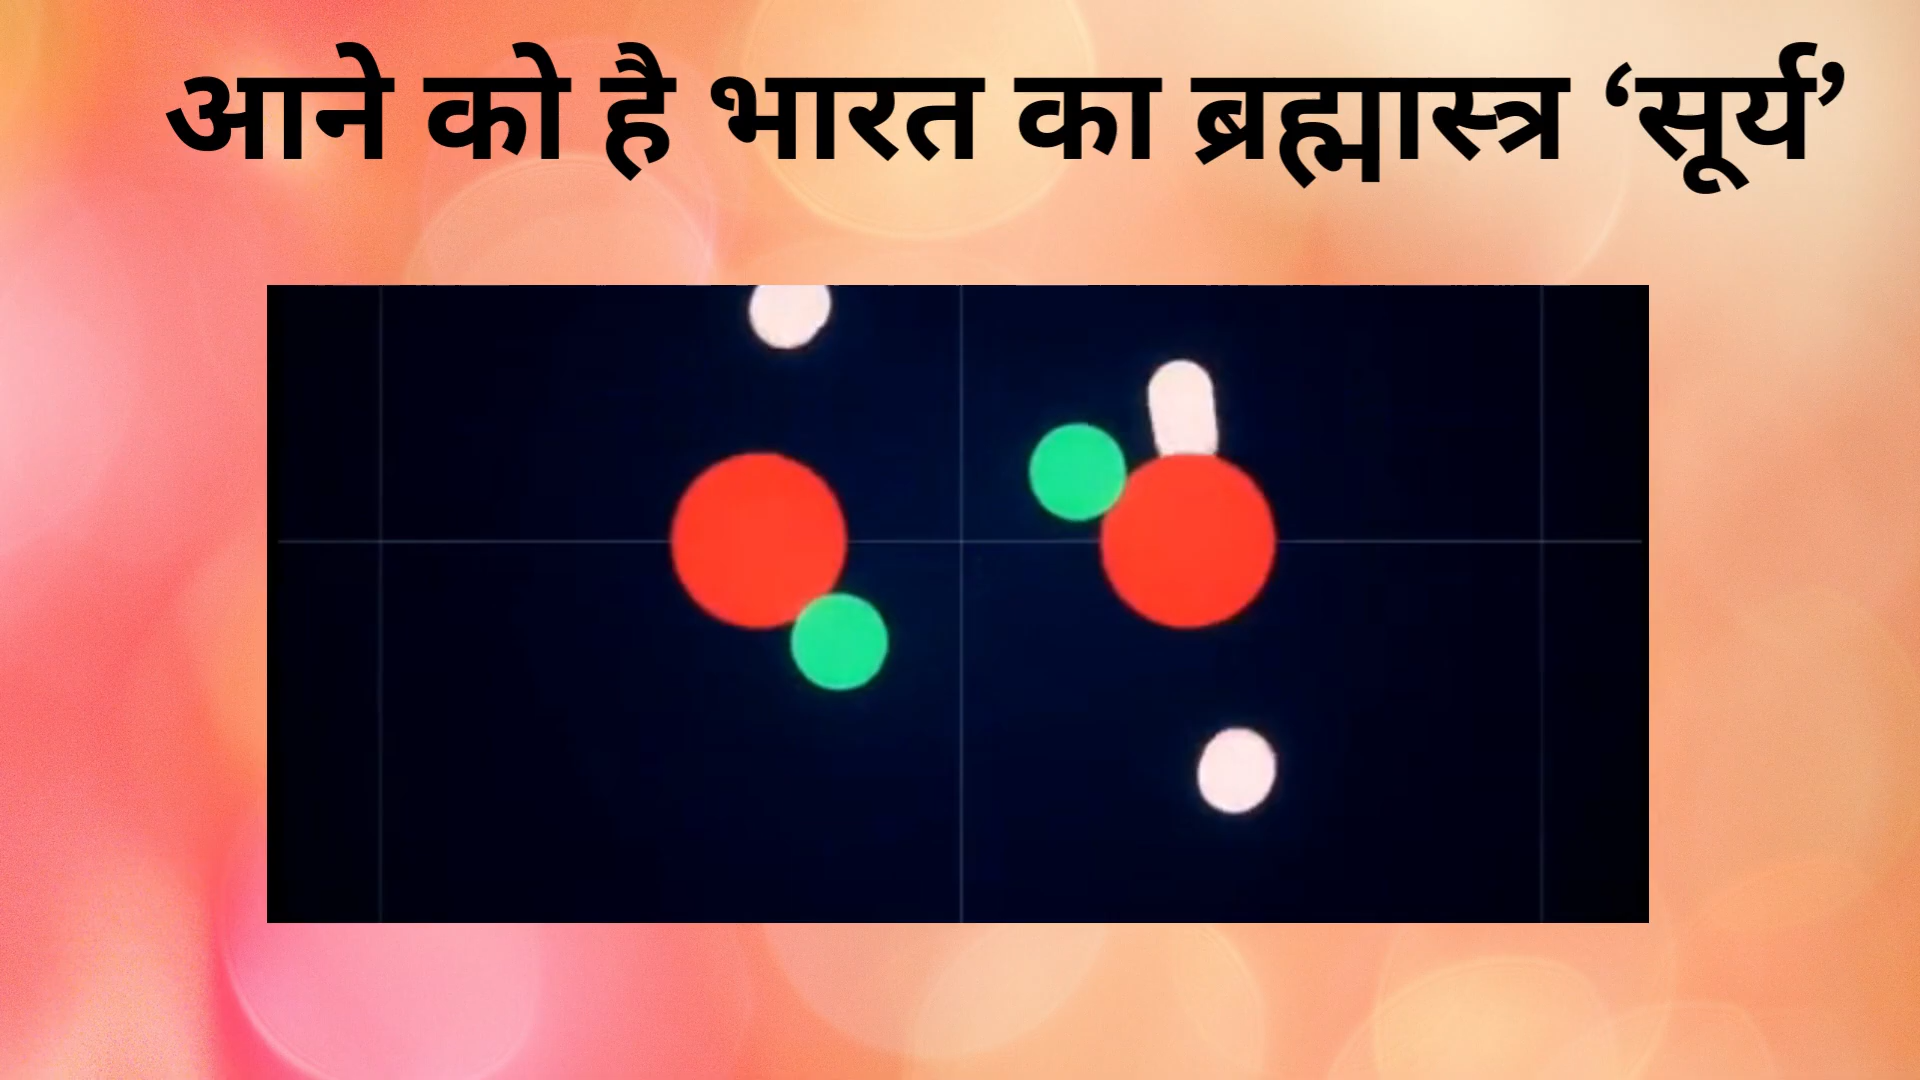 आने को है भारत का ब्रह्मास्त्र ‘सूर्य’